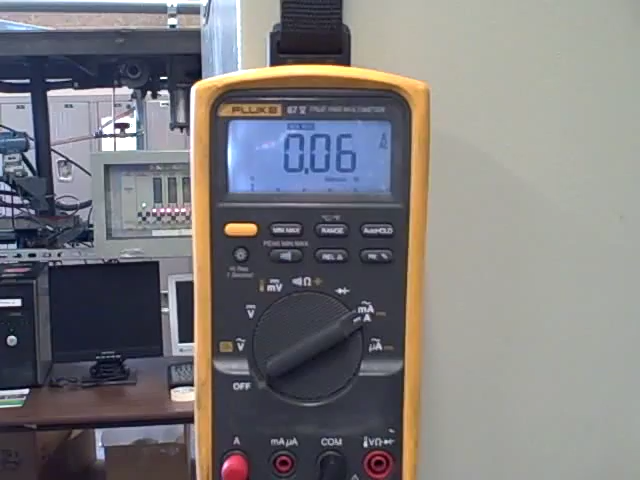 FLUKE 87 V TRUE RMS MULTIMETER
0.06
MIN MAX
RANGE
AutoHOLD
PEAK MIN MAX
REL Δ
Hz %
mV
Ω
V
mA
A
V
μA
OFF
A
mA μA
COM
VΩ